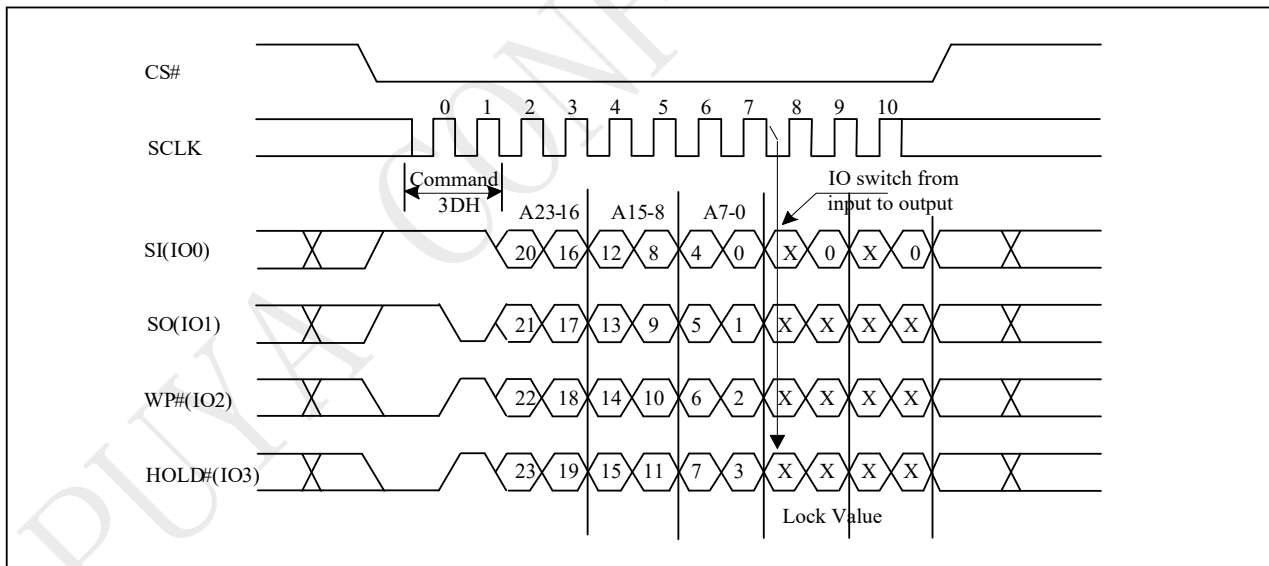 PUYA CONF
CS#
0 1 2 3 4 5 6 7 8 9 10
SCLK
Command
3DH
IO switch from
input to output
A23-16 A15-8 A7-0
SI(IO0)
20 16 12 8 4 0 X 0 X 0
SO(IO1)
21 17 13 9 5 1 X X X X
WP#(IO2)
22 18 14 10 6 2 X X X X
HOLD#(IO3)
23 19 15 11 7 3 X X X X
Lock Value